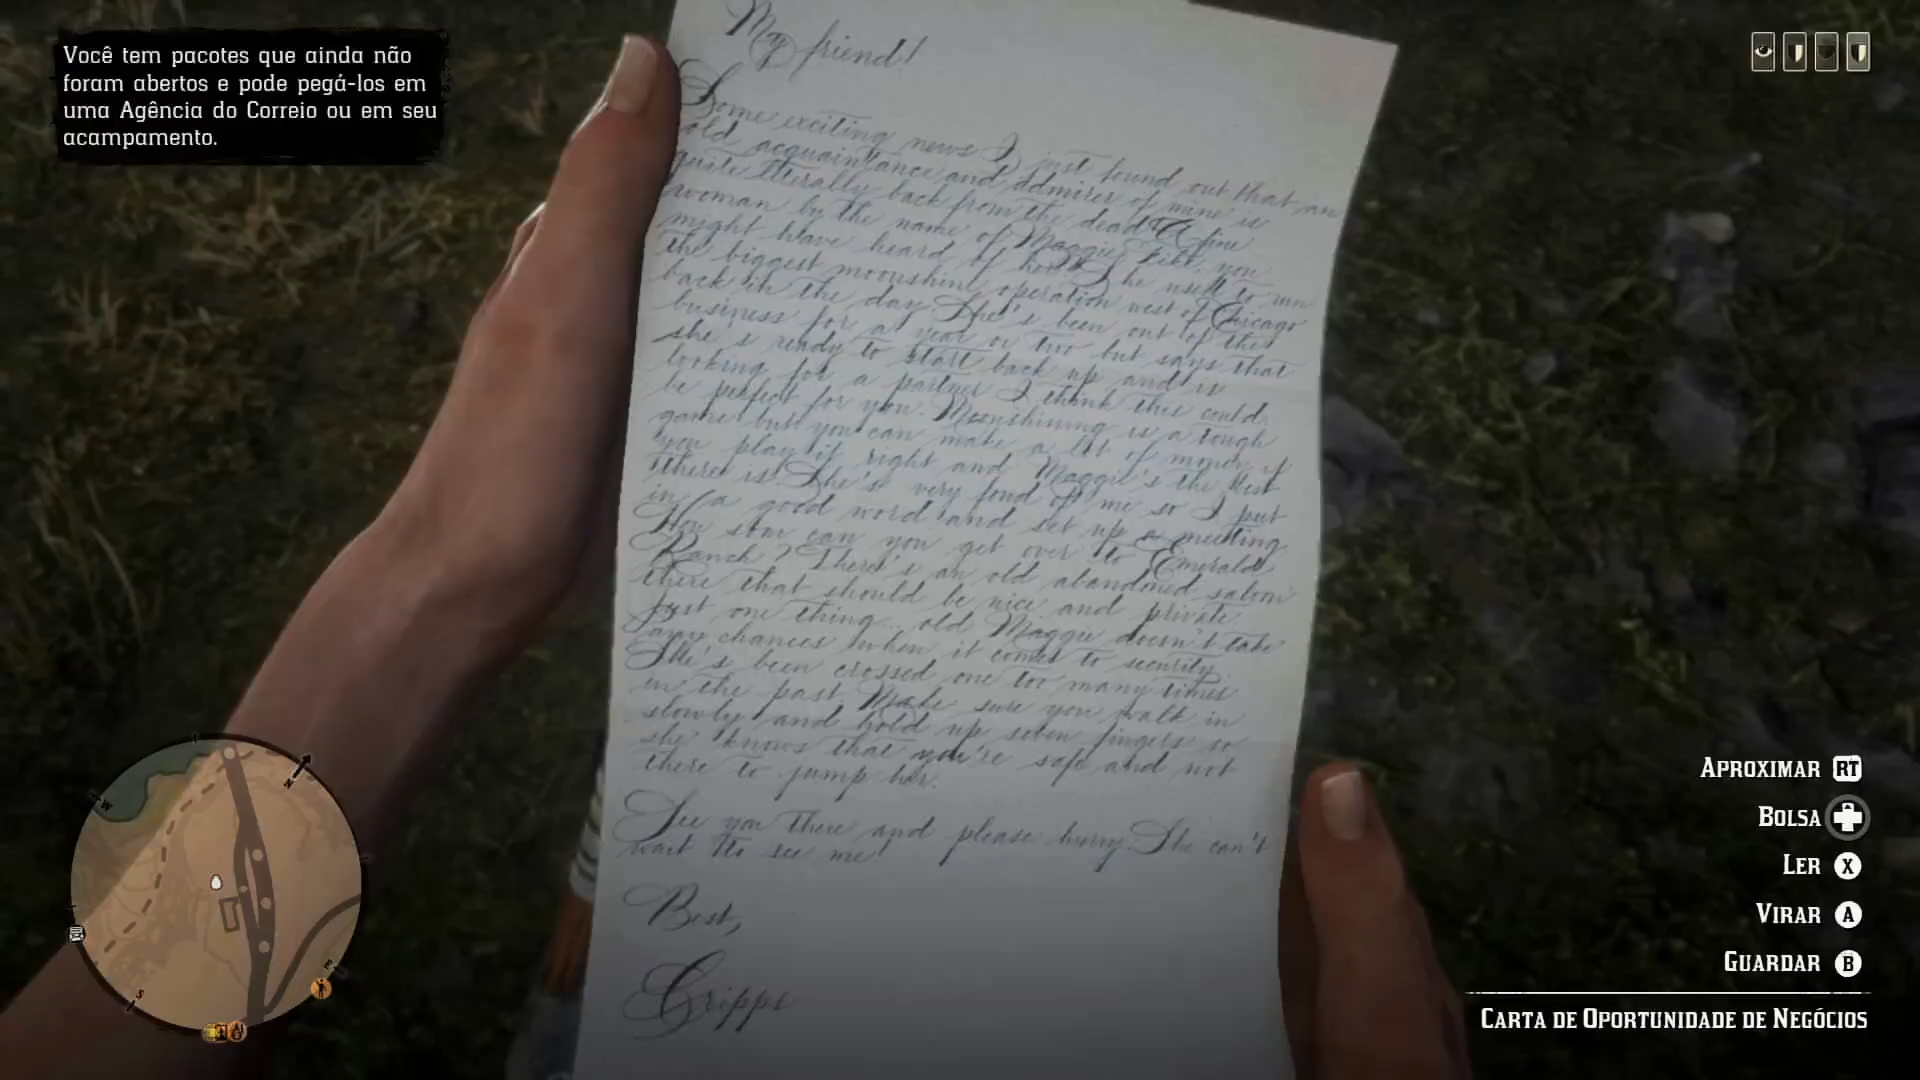 Você tem pacotes que ainda não
foram abertos e pode pegá-los em
uma Agência do Correio ou em seu
acampamento.
My friend!
Some exciting news I just found out that an
old acquaintance and admirer of mine is
quite literally back from the dead A fine
woman by the name of Maggie Fike, you
might have heard of her. She used to run
the biggest moonshine operation west of Chicago
back in the day She's been out of the
business for a year or two but says that
she's ready to start back up and is
looking for a partner I think this could
be perfect for you. Moonshining is a tough
game but you can make a lot of money if
you play it right and Maggie's the best
there is She's very fond of me so I put
in a good word and set up a meeting
How soon can you get over to Emerald
Ranch? There's an old abandoned saloon
there that should be nice and private
Just one thing... old Maggie doesn't take
any chances when it comes to security
She's been crossed one too many times
in the past Make sure you walk in
slowly and hold up seven fingers so
she knows that you're safe and not
there to jump her.
See you there and please hurry. She can't
wait to see me!
Best,
Cripps
W
N
S
E
APROXIMAR RT
BOLSA
LER X
VIRAR A
GUARDAR B
CARTA DE OPORTUNIDADE DE NEGÓCIOS